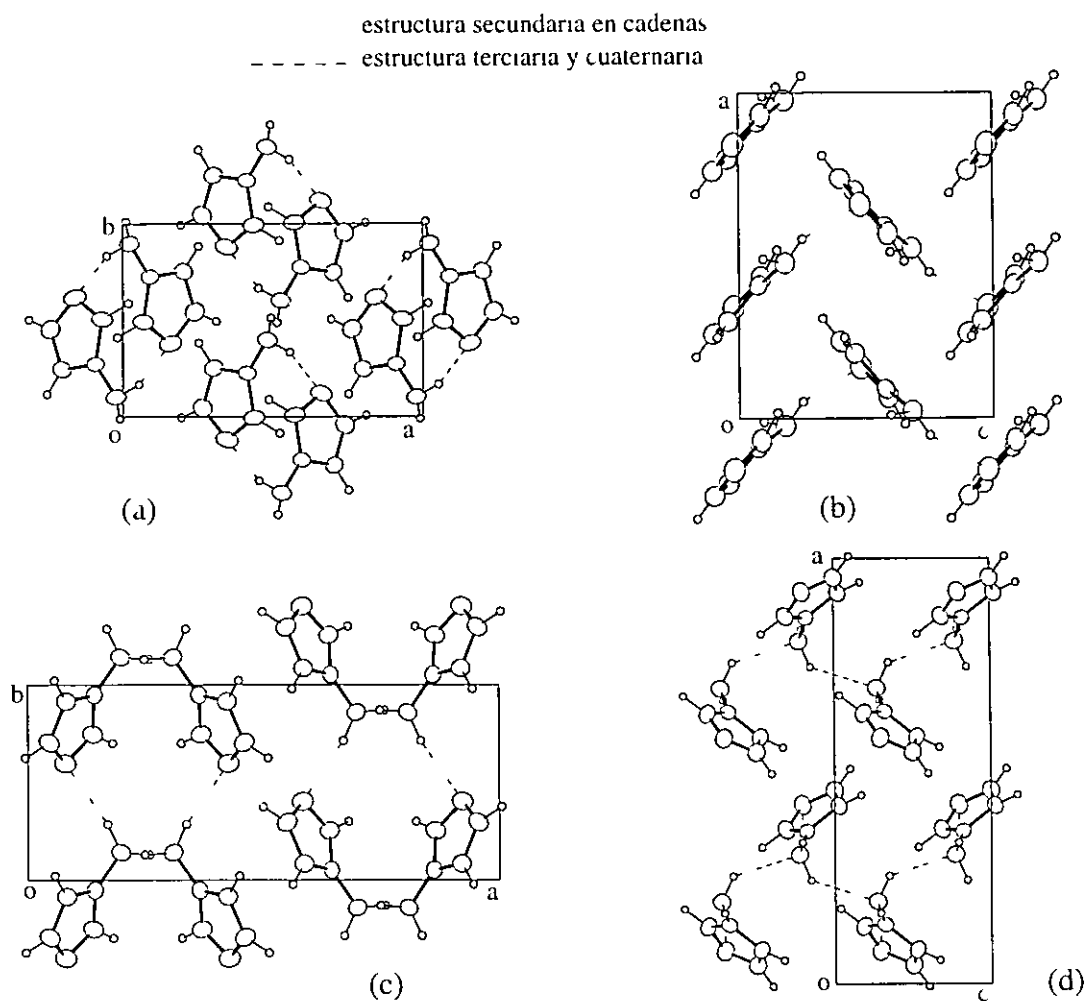 estructura secundaria en cadenas
estructura terciaria y cuaternaria
a
b
o
a
(a)
o
c
(b)
b
o
a
(c)
a
o
c
(d)